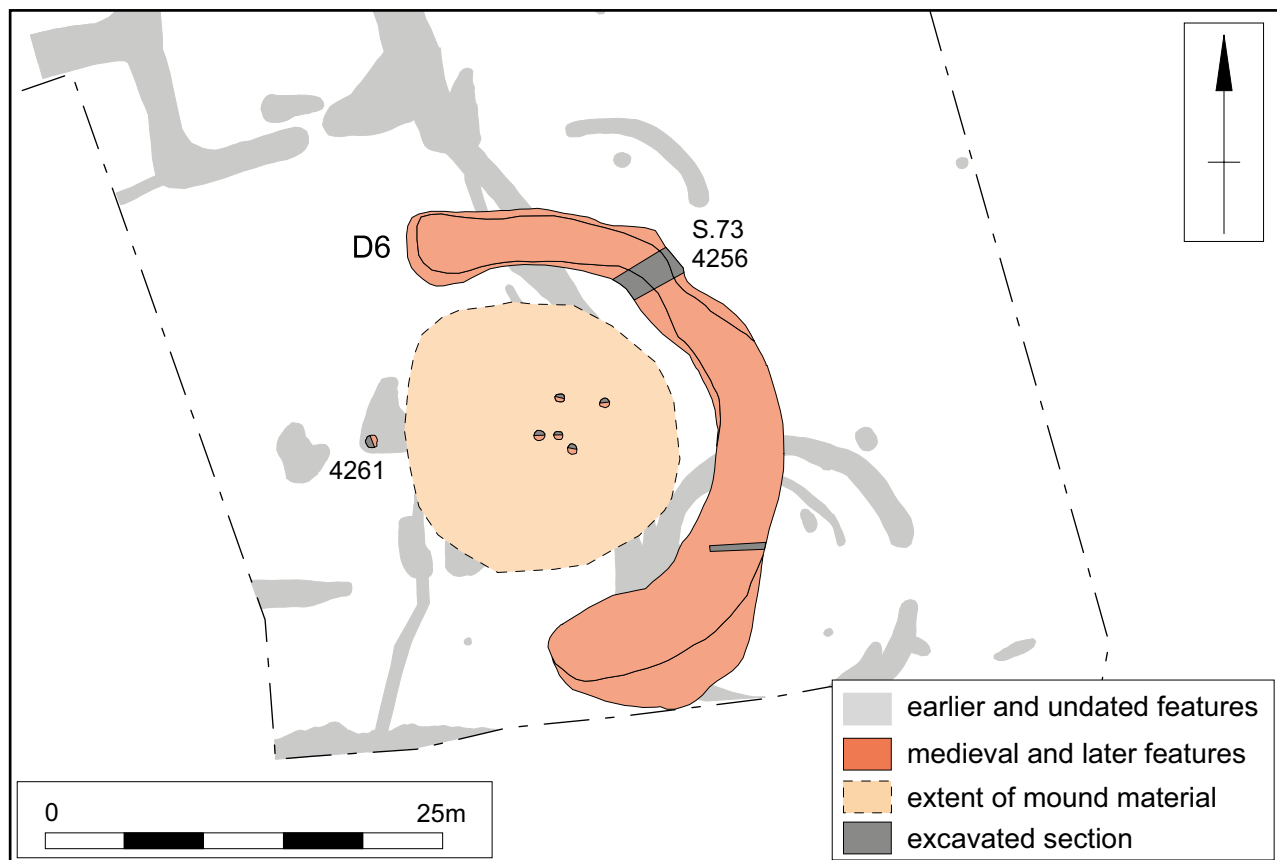 D6
S.73
4256
4261
0 25m
earlier and undated features
medieval and later features
extent of mound material
excavated section